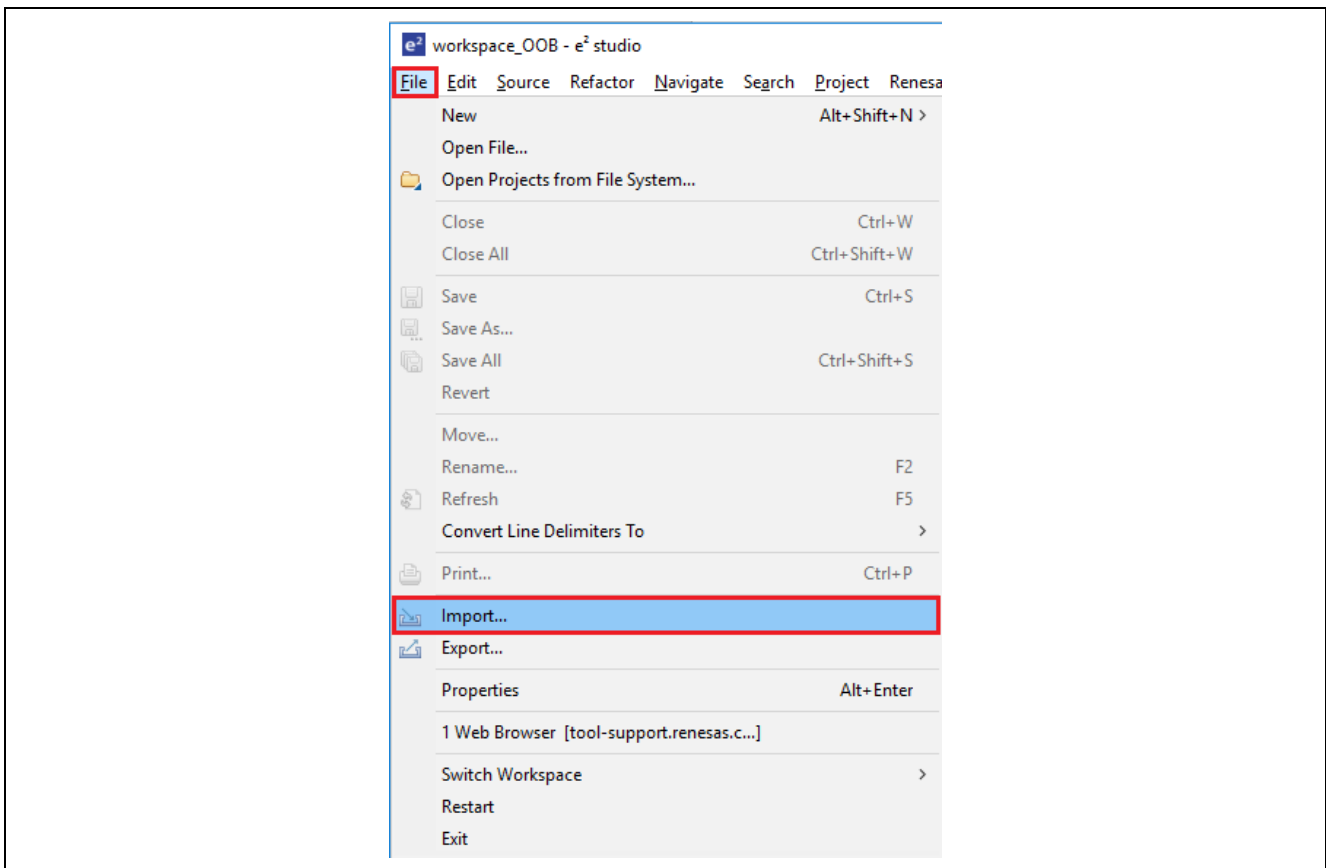 e² workspace_OOB - e² studio
File Edit Source Refactor Navigate Search Project Renesa
New Alt+Shift+N >
Open File...
Open Projects from File System...
Close Ctrl+W
Close All Ctrl+Shift+W
Save Ctrl+S
Save As...
Save All Ctrl+Shift+S
Revert
Move...
Rename... F2
Refresh F5
Convert Line Delimiters To >
Print... Ctrl+P
Import...
Export...
Properties Alt+Enter
1 Web Browser [tool-support.renesas.c...]
Switch Workspace >
Restart
Exit